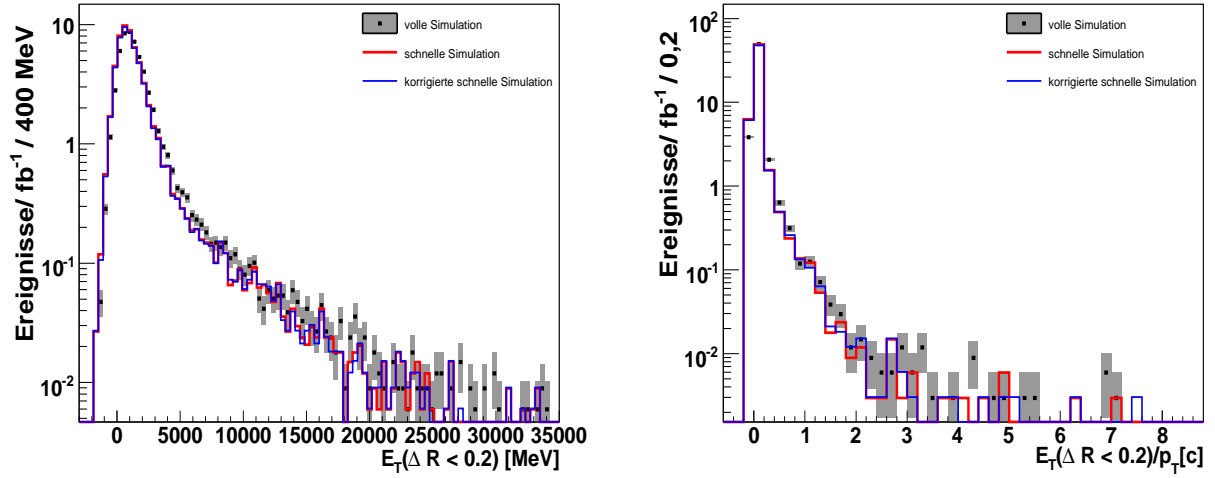 Ereignisse/ fb⁻¹ / 400 MeV
10
1
10⁻¹
10⁻²
volle Simulation
schnelle Simulation
korrigierte schnelle Simulation
0 5000 10000 15000 20000 25000 30000 35000
E_T(Δ R < 0.2) [MeV]
Ereignisse/ fb⁻¹ / 0,2
10²
10
1
10⁻¹
10⁻²
volle Simulation
schnelle Simulation
korrigierte schnelle Simulation
0 1 2 3 4 5 6 7 8
E_T(Δ R < 0.2)/p_T[c]